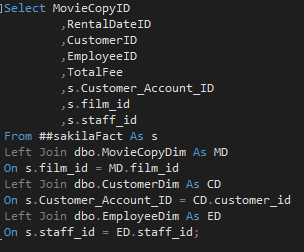 Select MovieCopyID
,RentalDateID
,CustomerID
,EmployeeID
,TotalFee
,s.Customer_Account_ID
,s.film_id
,s.staff_id
From ##sakilaFact As s
Left Join dbo.MovieCopyDim As MD
On s.film_id = MD.film_id
Left Join dbo.CustomerDim As CD
On s.Customer_Account_ID = CD.customer_id
Left Join dbo.EmployeeDim As ED
On s.staff_id = ED.staff_id;